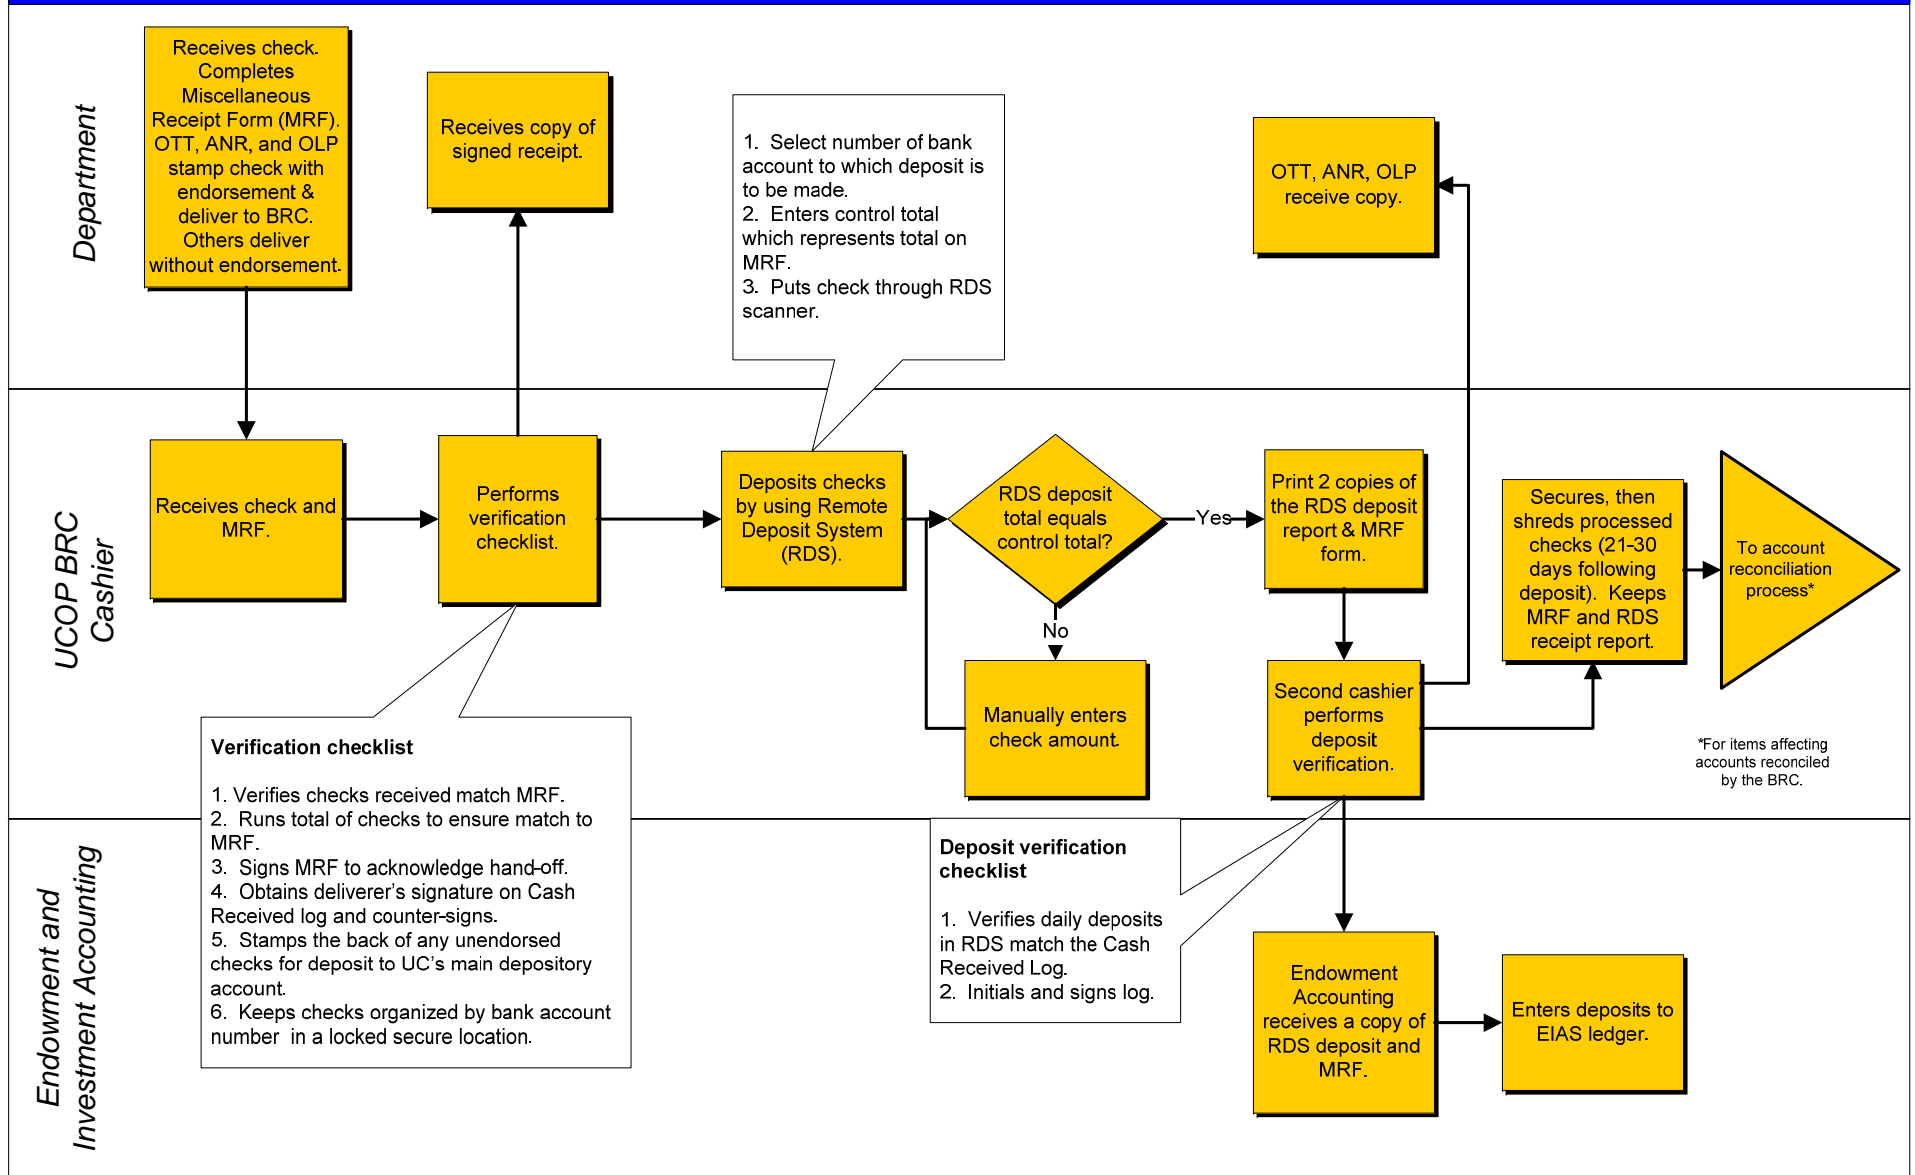 Department
Receives check.
Completes
Miscellaneous
Receipt Form (MRF).
OTT, ANR, and OLP
stamp check with
endorsement &
deliver to BRC.
Others deliver
without endorsement.
Receives copy of
signed receipt.
1.  Select number of bank
account to which deposit is
to be made.
2.  Enters control total
which represents total on
MRF.
3.  Puts check through RDS
scanner.
OTT, ANR, OLP
receive copy.
UCOP BRC
Cashier
Receives check and
MRF.
Performs
verification
checklist.
Deposits checks
by using Remote
Deposit System
(RDS).
RDS deposit
total equals
control total?
Yes
No
Manually enters
check amount.
Print 2 copies of
the RDS deposit
report & MRF
form.
Second cashier
performs
deposit
verification.
Secures, then
shreds processed
checks (21-30
days following
deposit).  Keeps
MRF and RDS
receipt report.
To account
reconciliation
process*
*For items affecting
accounts reconciled
by the BRC.
Verification checklist
1. Verifies checks received match MRF.
2.  Runs total of checks to ensure match to
MRF.
3.  Signs MRF to acknowledge hand-off.
4.  Obtains deliverer's signature on Cash
Received log and counter-signs.
5.  Stamps the back of any unendorsed
checks for deposit to UC's main depository
account.
6.  Keeps checks organized by bank account
number  in a locked secure location.
Endowment and
Investment Accounting
Deposit verification
checklist
1.  Verifies daily deposits
in RDS match the Cash
Received Log.
2.  Initials and signs log.
Endowment
Accounting
receives a copy of
RDS deposit and
MRF.
Enters deposits to
EIAS ledger.